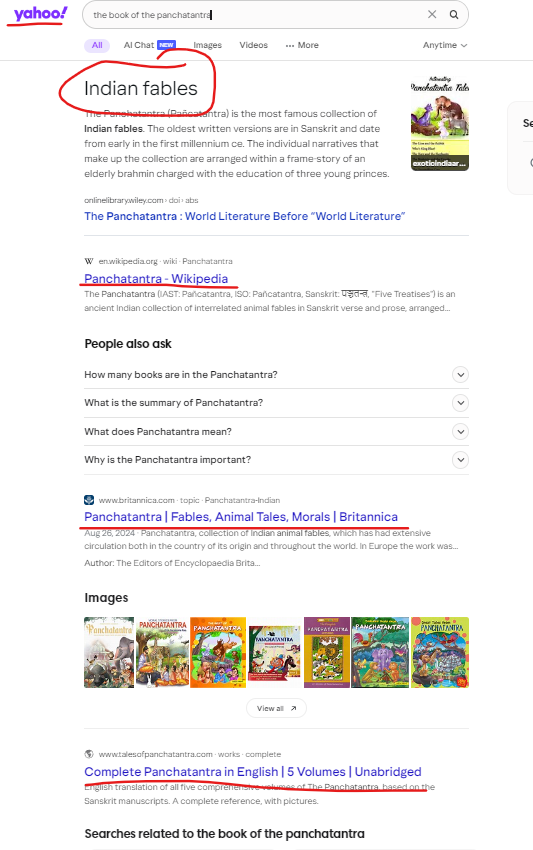 yahoo!
the book of the panchatantra
All
AI Chat NEW
Images
Videos
More
Anytime
Indian fables
The Panchatantra (Pañcatantra) is the most famous collection of
Indian fables. The oldest written versions are in Sanskrit and date
from early in the first millennium ce. The individual narratives that
make up the collection are arranged within a frame-story of an
elderly brahmin charged with the education of three young princes.
Interesting
Panchatantra Tales
exoticindiaar...
Se
onlinelibrary.wiley.com › doi › abs
The Panchatantra : World Literature Before “World Literature”
W en.wikipedia.org · wiki · Panchatantra
Panchatantra - Wikipedia
The Panchatantra (IAST: Pañcatantra, ISO: Pañcatantra, Sanskrit: पञ्चतन्त्र, "Five Treatises") is an
ancient Indian collection of interrelated animal fables in Sanskrit verse and prose, arranged...
People also ask
How many books are in the Panchatantra?
What is the summary of Panchatantra?
What does Panchatantra mean?
Why is the Panchatantra important?
www.britannica.com · topic · Panchatantra-Indian
Panchatantra | Fables, Animal Tales, Morals | Britannica
Aug 26, 2024 · Panchatantra, collection of Indian animal fables, which has had extensive
circulation both in the country of its origin and throughout the world. In Europe the work was...
Author: The Editors of Encyclopaedia Brita...
Images
Panchatantra
PANCHATANTRA
PANCHATANTRA
PANCHATANTRA
PANCHATANTRA
PANCHATANTRA
PANCHATANTRA
View all
www.talesofpanchatantra.com · works · complete
Complete Panchatantra in English | 5 Volumes | Unabridged
English translation of all five comprehensive volumes of The Panchatantra, based on the
Sanskrit manuscripts. A complete reference, with pictures.
Searches related to the book of the panchatantra